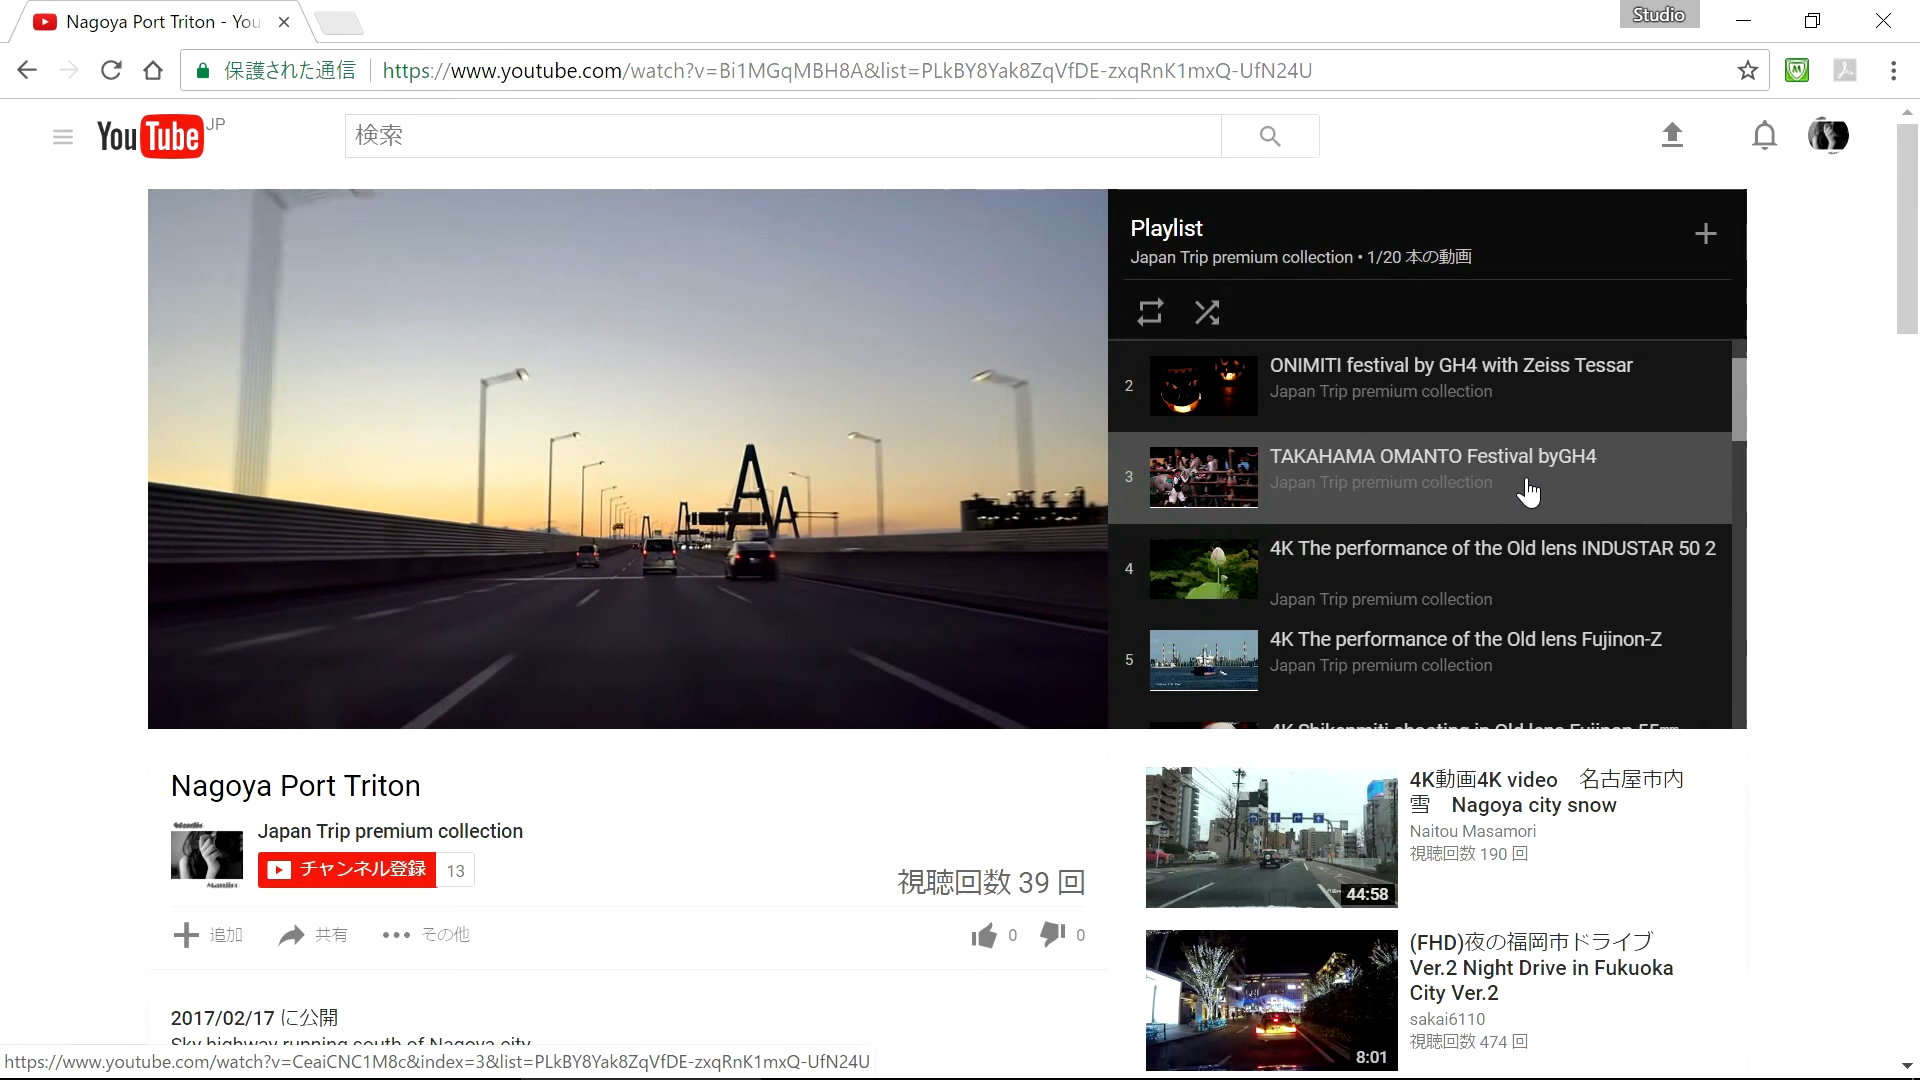 Nagoya Port Triton - You
Studio
保護された通信
https://www.youtube.com/watch?v=Bi1MGqMBH8A&list=PLkBY8Yak8ZqVfDE-zxqRnK1mxQ-UfN24U
YouTube JP
検索
Playlist
Japan Trip premium collection • 1/20 本の動画
2
ONIMITI festival by GH4 with Zeiss Tessar
Japan Trip premium collection
3
TAKAHAMA OMANTO Festival byGH4
Japan Trip premium collection
4
4K The performance of the Old lens INDUSTAR 50 2
Japan Trip premium collection
5
4K The performance of the Old lens Fujinon-Z
Japan Trip premium collection
Nagoya Port Triton
Japan Trip premium collection
チャンネル登録 13
視聴回数 39 回
追加 共有 その他
0 0
2017/02/17 に公開
Sky highway running south of Nagoya city
4K動画4K video 名古屋市内
雪 Nagoya city snow
Naitou Masamori
視聴回数 190 回
44:58
(FHD)夜の福岡市ドライブ
Ver.2 Night Drive in Fukuoka
City Ver.2
sakai6110
視聴回数 474 回
8:01
https://www.youtube.com/watch?v=CeaiCNC1M8c&index=3&list=PLkBY8Yak8ZqVfDE-zxqRnK1mxQ-UfN24U